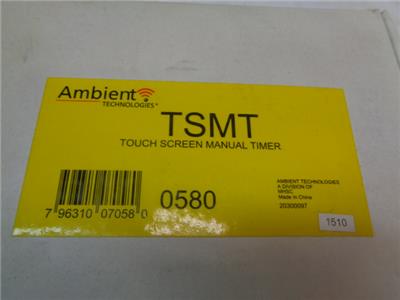 Ambient
TECHNOLOGIES®
TSMT
TOUCH SCREEN MANUAL TIMER
7 96310 07058 0
0580
AMBIENT TECHNOLOGIES
A DIVISION OF
MHSC
Made In China
20300097
1510